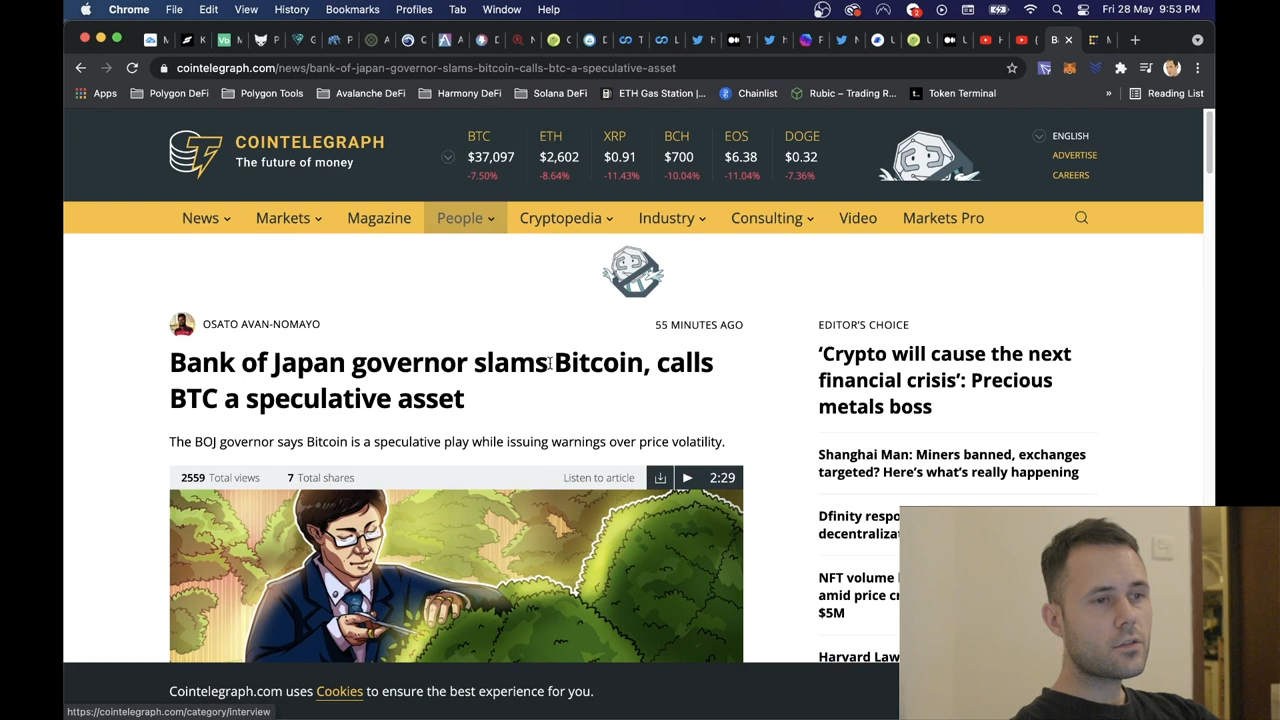 Chrome File Edit View History Bookmarks Profiles Tab Window Help
2
Fri 28 May 9:53 PM
cointelegraph.com/news/bank-of-japan-governor-slams-bitcoin-calls-btc-a-speculative-asset
Apps Polygon DeFi Polygon Tools Avalanche DeFi Harmony DeFi Solana DeFi ETH Gas Station |... Chainlist Rubic – Trading R... Token Terminal » Reading List
COINTELEGRAPH
The future of money
BTC ETH XRP BCH EOS DOGE
$37,097 $2,602 $0.91 $700 $6.38 $0.32
-7.50% -8.64% -11.43% -10.04% -11.04% -7.36%
ENGLISH
ADVERTISE
CAREERS
News Markets Magazine People Cryptopedia Industry Consulting Video Markets Pro
OSATO AVAN-NOMAYO 55 MINUTES AGO
Bank of Japan governor slams Bitcoin, calls
BTC a speculative asset
The BOJ governor says Bitcoin is a speculative play while issuing warnings over price volatility.
2559 Total views 7 Total shares Listen to article 2:29
EDITOR'S CHOICE
‘Crypto will cause the next
financial crisis’: Precious
metals boss
Shanghai Man: Miners banned, exchanges
targeted? Here’s what’s really happening
Dfinity
decentraliza
NFT volume
amid price
$5M
Harvard Law
Cointelegraph.com uses Cookies to ensure the best experience for you.
https://cointelegraph.com/category/interview